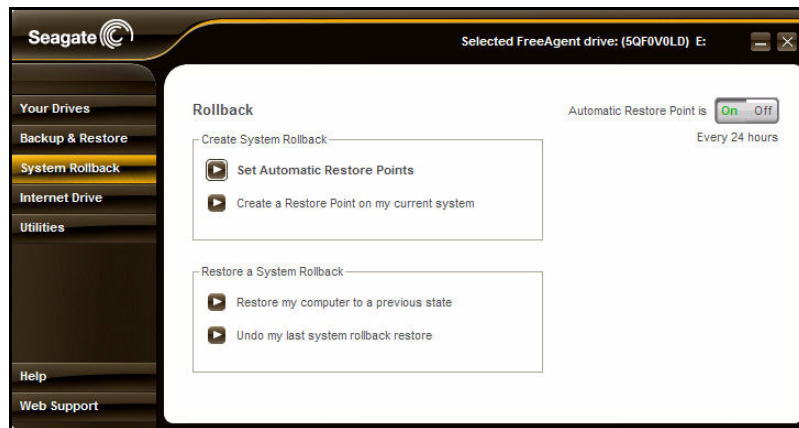 Seagate
Selected FreeAgent drive: (5QF0V0LD) E:
Your Drives
Backup & Restore
System Rollback
Internet Drive
Utilities
Help
Web Support
Rollback
Automatic Restore Point is On Off
Every 24 hours
Create System Rollback
Set Automatic Restore Points
Create a Restore Point on my current system
Restore a System Rollback
Restore my computer to a previous state
Undo my last system rollback restore